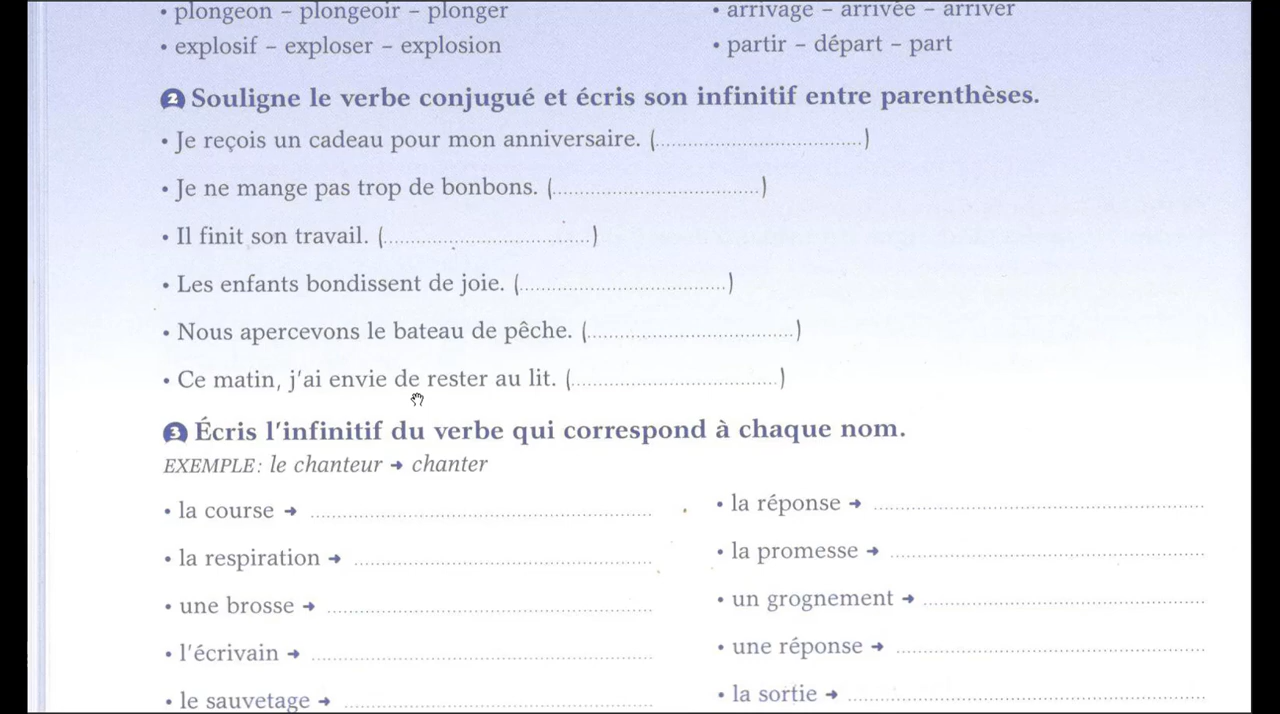 • plongeon – plongeoir – plonger
• arrivage – arrivée – arriver
• explosif – exploser – explosion
• partir – départ – part
2 Souligne le verbe conjugué et écris son infinitif entre parenthèses.
• Je reçois un cadeau pour mon anniversaire. (....................................)
• Je ne mange pas trop de bonbons. (....................................)
• Il finit son travail. (....................................)
• Les enfants bondissent de joie. (....................................)
• Nous apercevons le bateau de pêche. (....................................)
• Ce matin, j'ai envie de rester au lit. (....................................)
3 Écris l'infinitif du verbe qui correspond à chaque nom.
EXEMPLE : le chanteur ➜ chanter
• la course ➜ ....................................
• la réponse ➜ ....................................
• la respiration ➜ ....................................
• la promesse ➜ ....................................
• une brosse ➜ ....................................
• un grognement ➜ ....................................
• l'écrivain ➜ ....................................
• une réponse ➜ ....................................
• le sauvetage ➜ ....................................
• la sortie ➜ ....................................